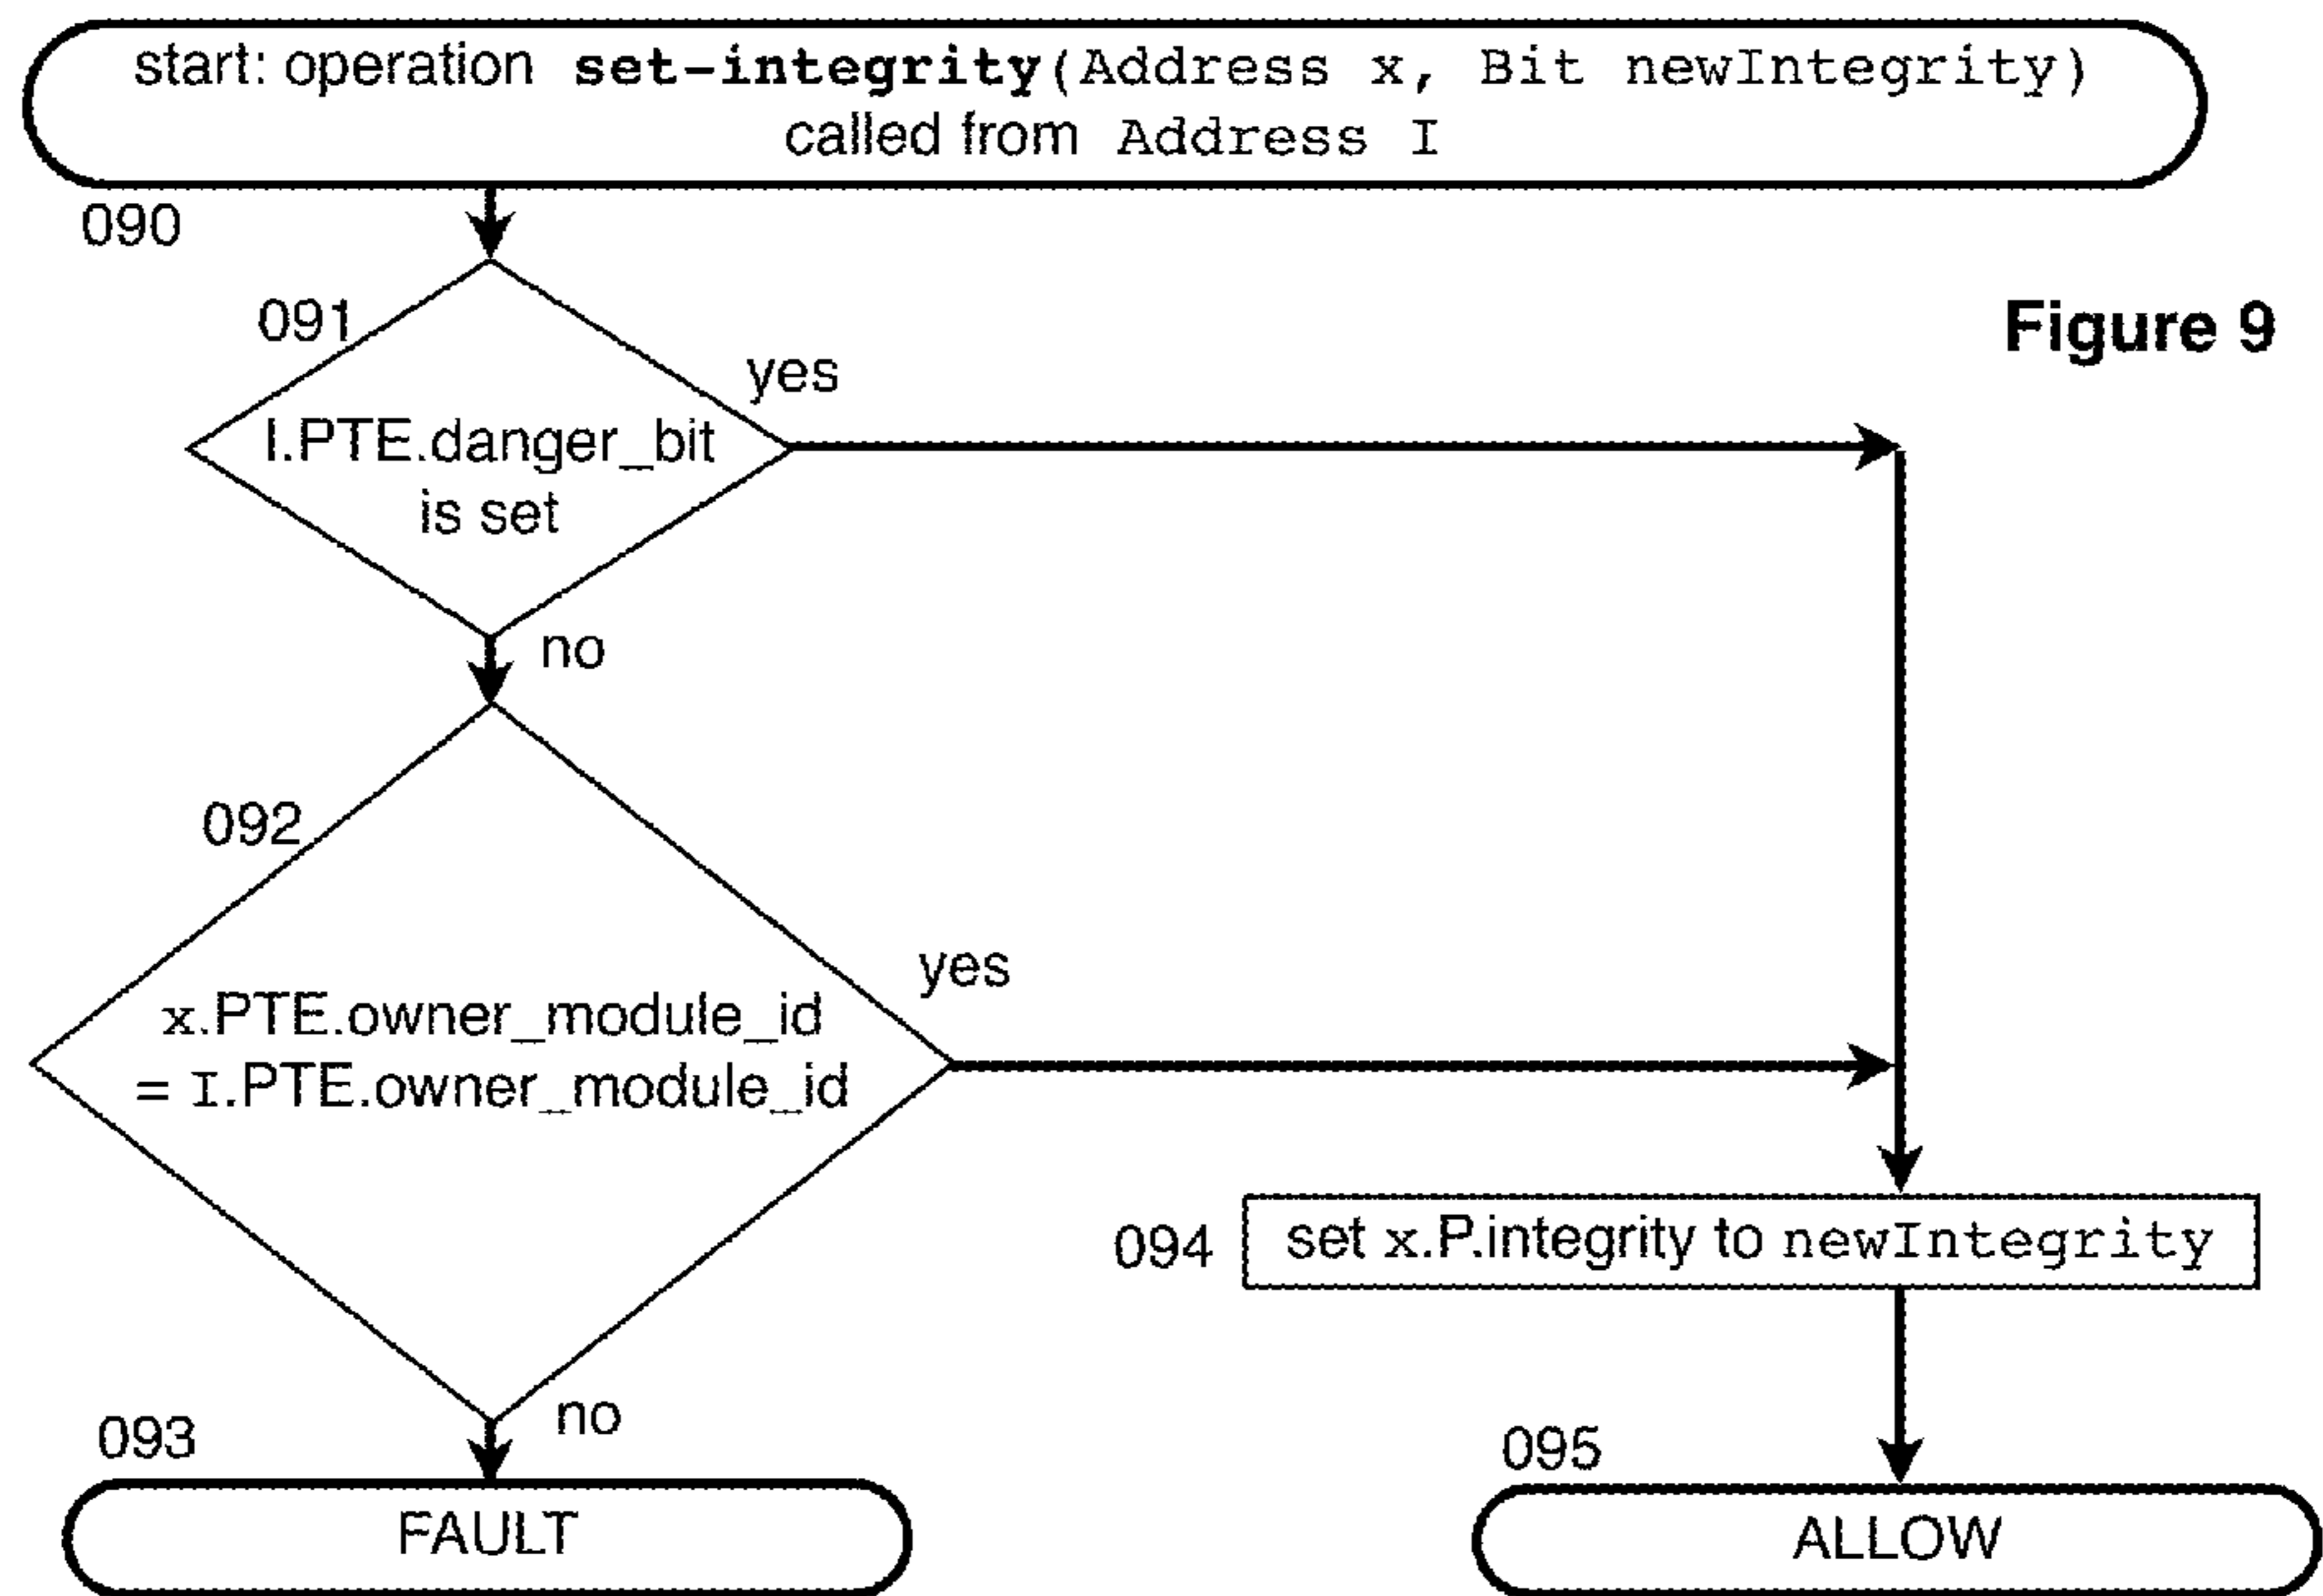 start: operation set-integrity(Address x, Bit newIntegrity)
called from Address I
090
091
Figure 9
yes
I.PTE.danger_bit
is set
no
092
yes
x.PTE.owner_module_id
= I.PTE.owner_module_id
094
set x.P.integrity to newIntegrity
no
093
095
FAULT
ALLOW